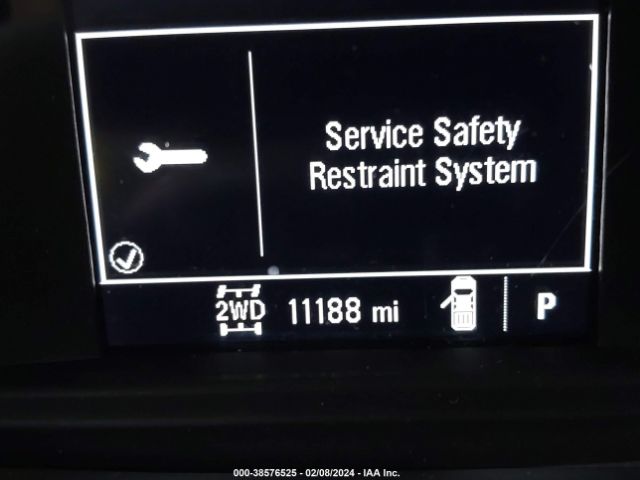 Service Safety
Restraint System
2WD 11188 mi P
000-38576525 - 02/08/2024 - IAA Inc.